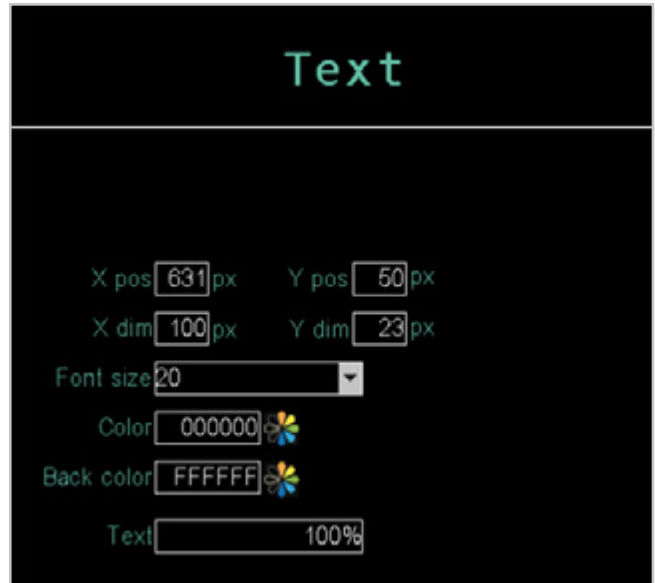 Text
X pos 631 px Y pos 50 px
X dim 100 px Y dim 23 px
Font size 20
Color 000000
Back color FFFFFF
Text 100%